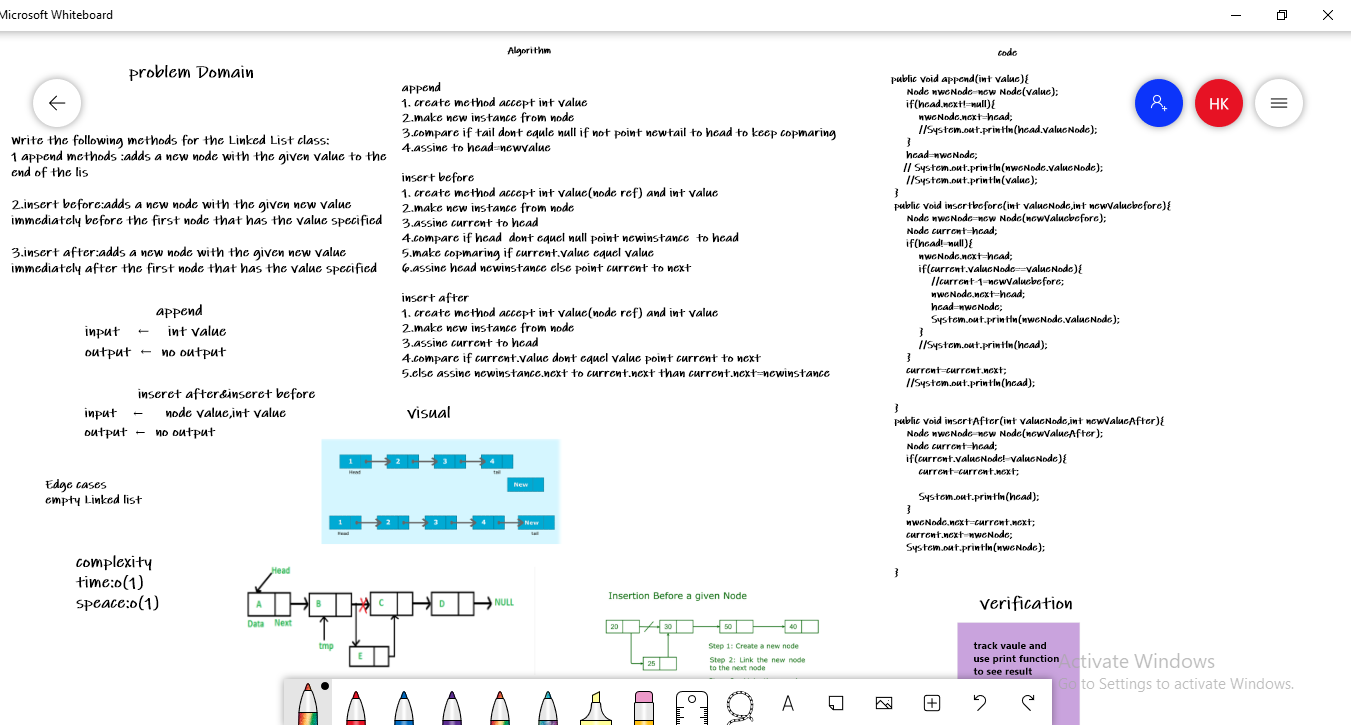 Microsoft Whiteboard
problem Domain
Write the following methods for the Linked List class:
1 append methods :adds a new node with the given value to the
end of the lis
2.insert before:adds a new node with the given new value
immediately before the first node that has the value specified
3.insert after:adds a new node with the given new value
immediately after the first node that has the value specified
append
input ← int value
output ← no output
inseret after&inseret before
input ← node value,int value
output ← no output
Edge cases
empty Linked list
complexity
time:o(1)
speace:o(1)
Algorithm
append
1. create method accept int value
2.make new instance from node
3.compare if tail dont equle null if not point newtail to head to keep copmaring
4.assine to head=newvalue
insert before
1. create method accept int value(node ref) and int value
2.make new instance from node
3.assine current to head
4.compare if head dont equel null point newinstance to head
5.make copmaring if current.value equel value
6.assine head newinstance else point current to next
insert after
1. create method accept int value(node ref) and int value
2.make new instance from node
3.assine current to head
4.compare if current.value dont equel value point current to next
5.else assine newinstance.next to current.next than current.next=newinstance
visual
1 2 3 4
Head tail
New
1 2 3 4 New
Head tail
Head
A B C D NULL
Data Next
tmp
E
Insertion Before a given Node
20 30 50 40
25
Step 1: Create a new node
Step 2: Link the new node
to the next node
code
public void append(int value){
Node nweNode=new Node(value);
if(head.next!=null){
nweNode.next=head;
//System.out.println(head.valueNode);
}
head=nweNode;
// System.out.println(nweNode.valueNode);
//System.out.println(value);
}
public void insertbefore(int valueNode,int newValuebefore){
Node nweNode=new Node(newValuebefore);
Node current=head;
if(head!=null){
nweNode.next=head;
if(current.valueNode==valueNode){
//current-1=newValuebefore;
nweNode.next=head;
head=nweNode;
System.out.println(nweNode.valueNode);
}
//System.out.println(head);
}
current=current.next;
//System.out.println(head);
}
public void insertAfter(int valueNode,int newValueAfter){
Node nweNode=new Node(newValueAfter);
Node current=head;
if(current.valueNode!=valueNode){
current=current.next;
System.out.println(head);
}
nweNode.next=current.next;
current.next=nweNode;
System.out.println(nweNode);
}
verification
track vaule and
use print function
to see result
HK
Activate Windows
Go to Settings to activate Windows.
A